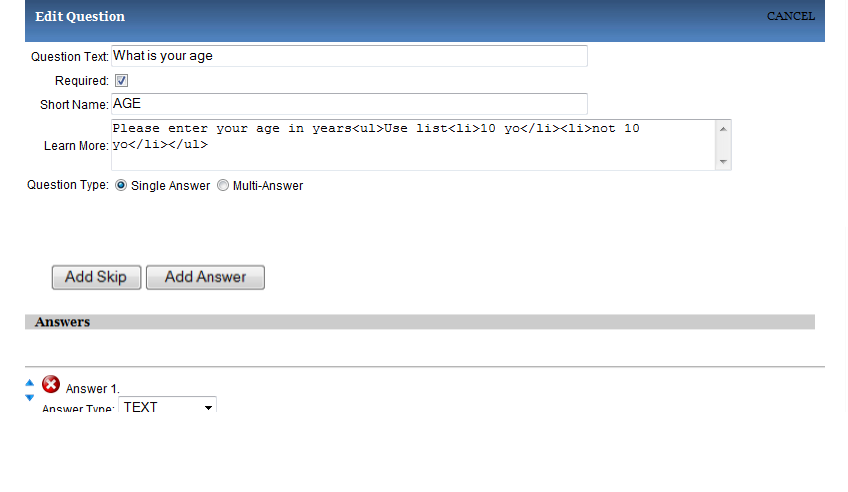 Edit Question CANCEL
Question Text: What is your age
Required:
Short Name: AGE
Please enter your age in years<ul>Use list<li>10 yo</li><li>not 10
Learn More: yo</li></ul>
Question Type: Single Answer Multi-Answer
Add Skip Add Answer
Answers
Answer 1.
Answer Type: TEXT